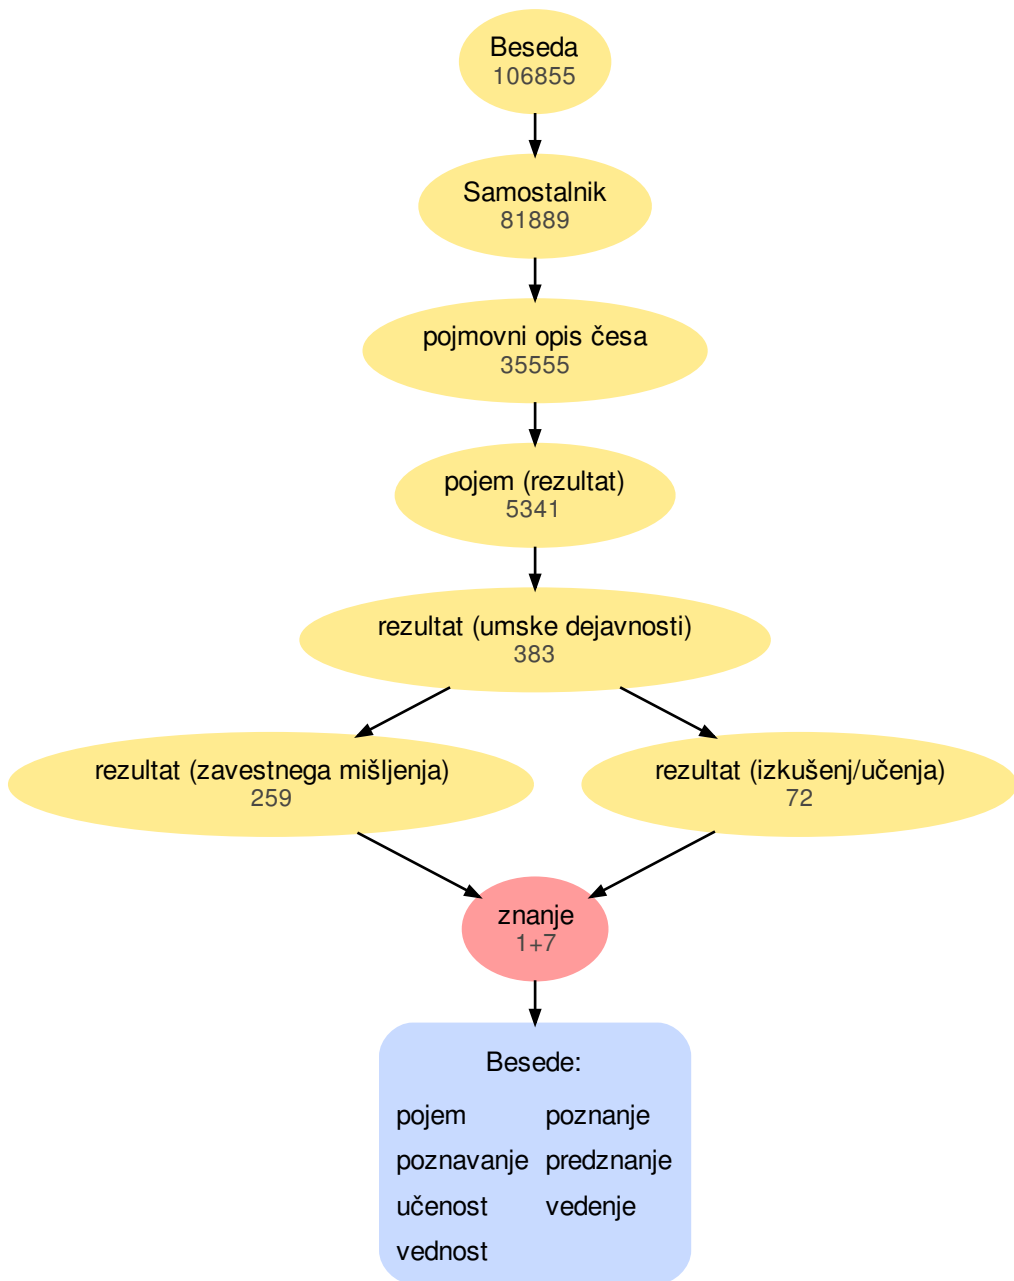 Beseda
106855
Samostalnik
81889
pojmovni opis česa
35555
pojem (rezultat)
5341
rezultat (umske dejavnosti)
383
rezultat (zavestnega mišljenja)
259
rezultat (izkušenj/učenja)
72
znanje
1+7
Besede:
pojem poznanje
poznavanje predznanje
učenost vedenje
vednost